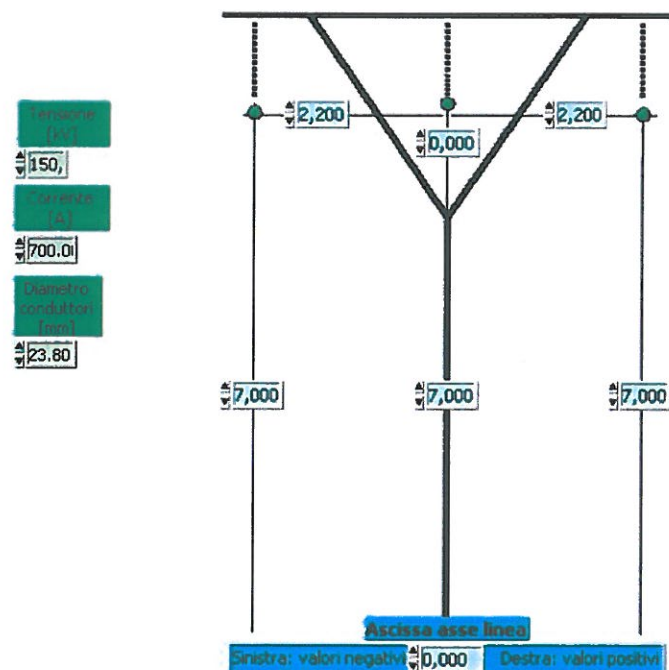 2,200
2,200
Tensione
[kV]
0,000
150,
Corrente
[A]
700.0
Diametro
conduttori
[mm]
23.80
7,000
7,000
7,000
Ascissa asse linea
Sinistra: valori negativi
0,000
Destra: valori positivi